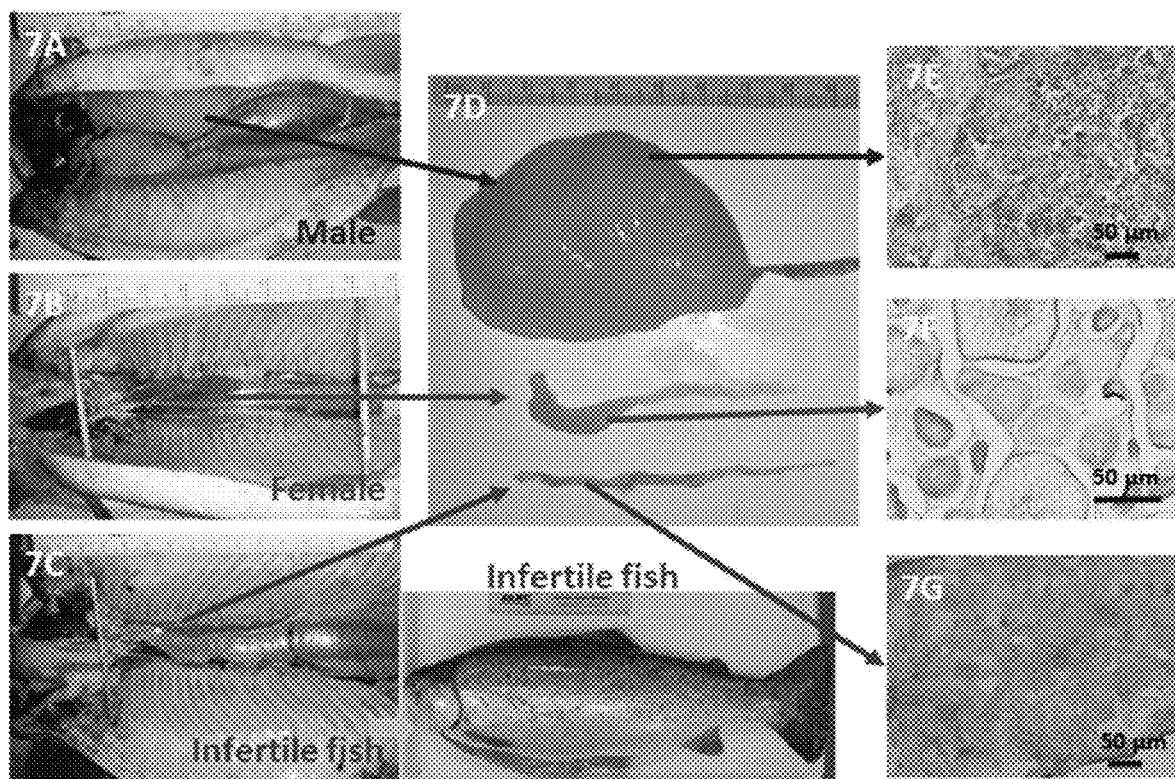 7A
Male
7B
Female
7C
Infertile fish
7D
Infertile fish
7E
50 µm
7F
50 µm
7G
50 µm